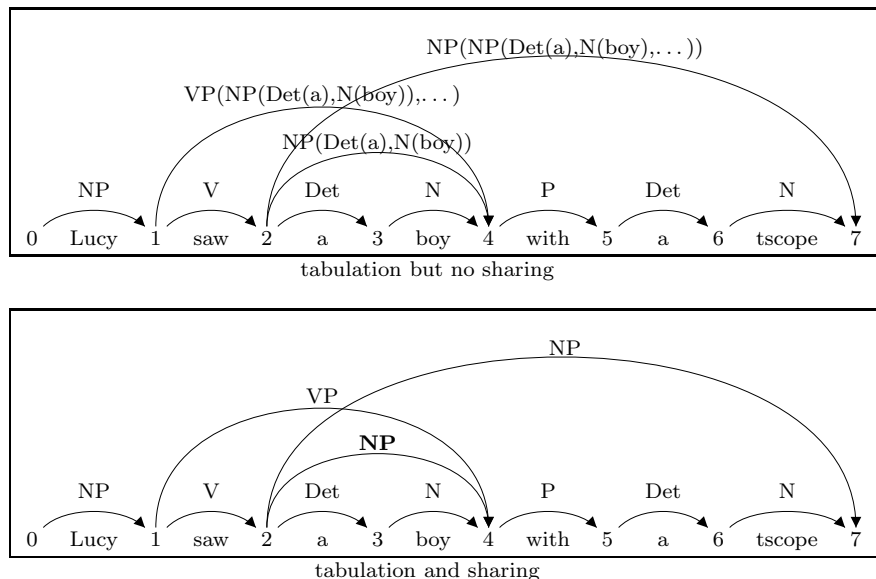 NP(NP(Det(a),N(boy),...))
VP(NP(Det(a),N(boy)),...)
NP(Det(a),N(boy))
NP V Det N P Det N
0 Lucy 1 saw 2 a 3 boy 4 with 5 a 6 tscope 7
tabulation but no sharing
NP
VP
NP
NP V Det N P Det N
0 Lucy 1 saw 2 a 3 boy 4 with 5 a 6 tscope 7
tabulation and sharing